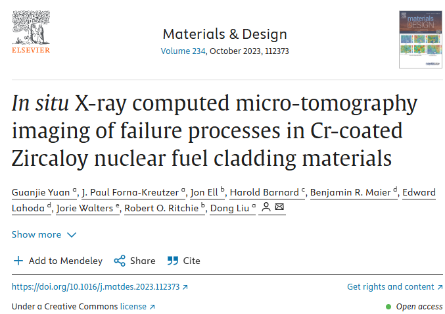 Materials & Design
Volume 234, October 2023, 112373
ELSEVIER
In situ X-ray computed micro-tomography
imaging of failure processes in Cr-coated
Zircaloy nuclear fuel cladding materials
Guanjie Yuan a, J. Paul Forna-Kreutzer a, Jon Ell b, Harold Barnard c, Benjamin R. Maier d, Edward
Lahoda d, Jorie Walters e, Robert O. Ritchie b, Dong Liu a
Show more
Add to Mendeley Share Cite
https://doi.org/10.1016/j.matdes.2023.112373 Get rights and content
Under a Creative Commons license Open access